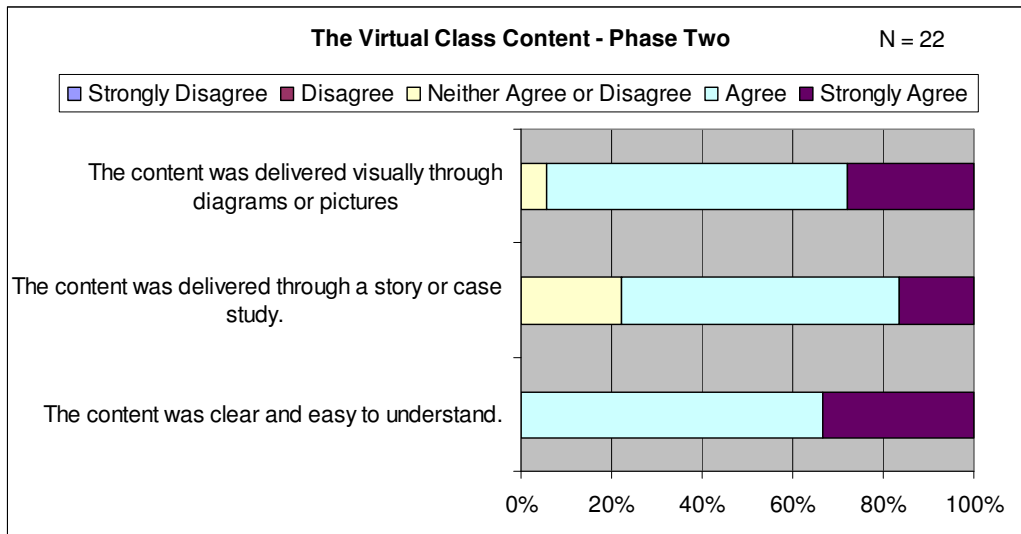 The Virtual Class Content - Phase Two
N = 22
Strongly Disagree Disagree Neither Agree or Disagree Agree Strongly Agree
The content was delivered visually through
diagrams or pictures
The content was delivered through a story or case
study.
The content was clear and easy to understand.
0% 20% 40% 60% 80% 100%